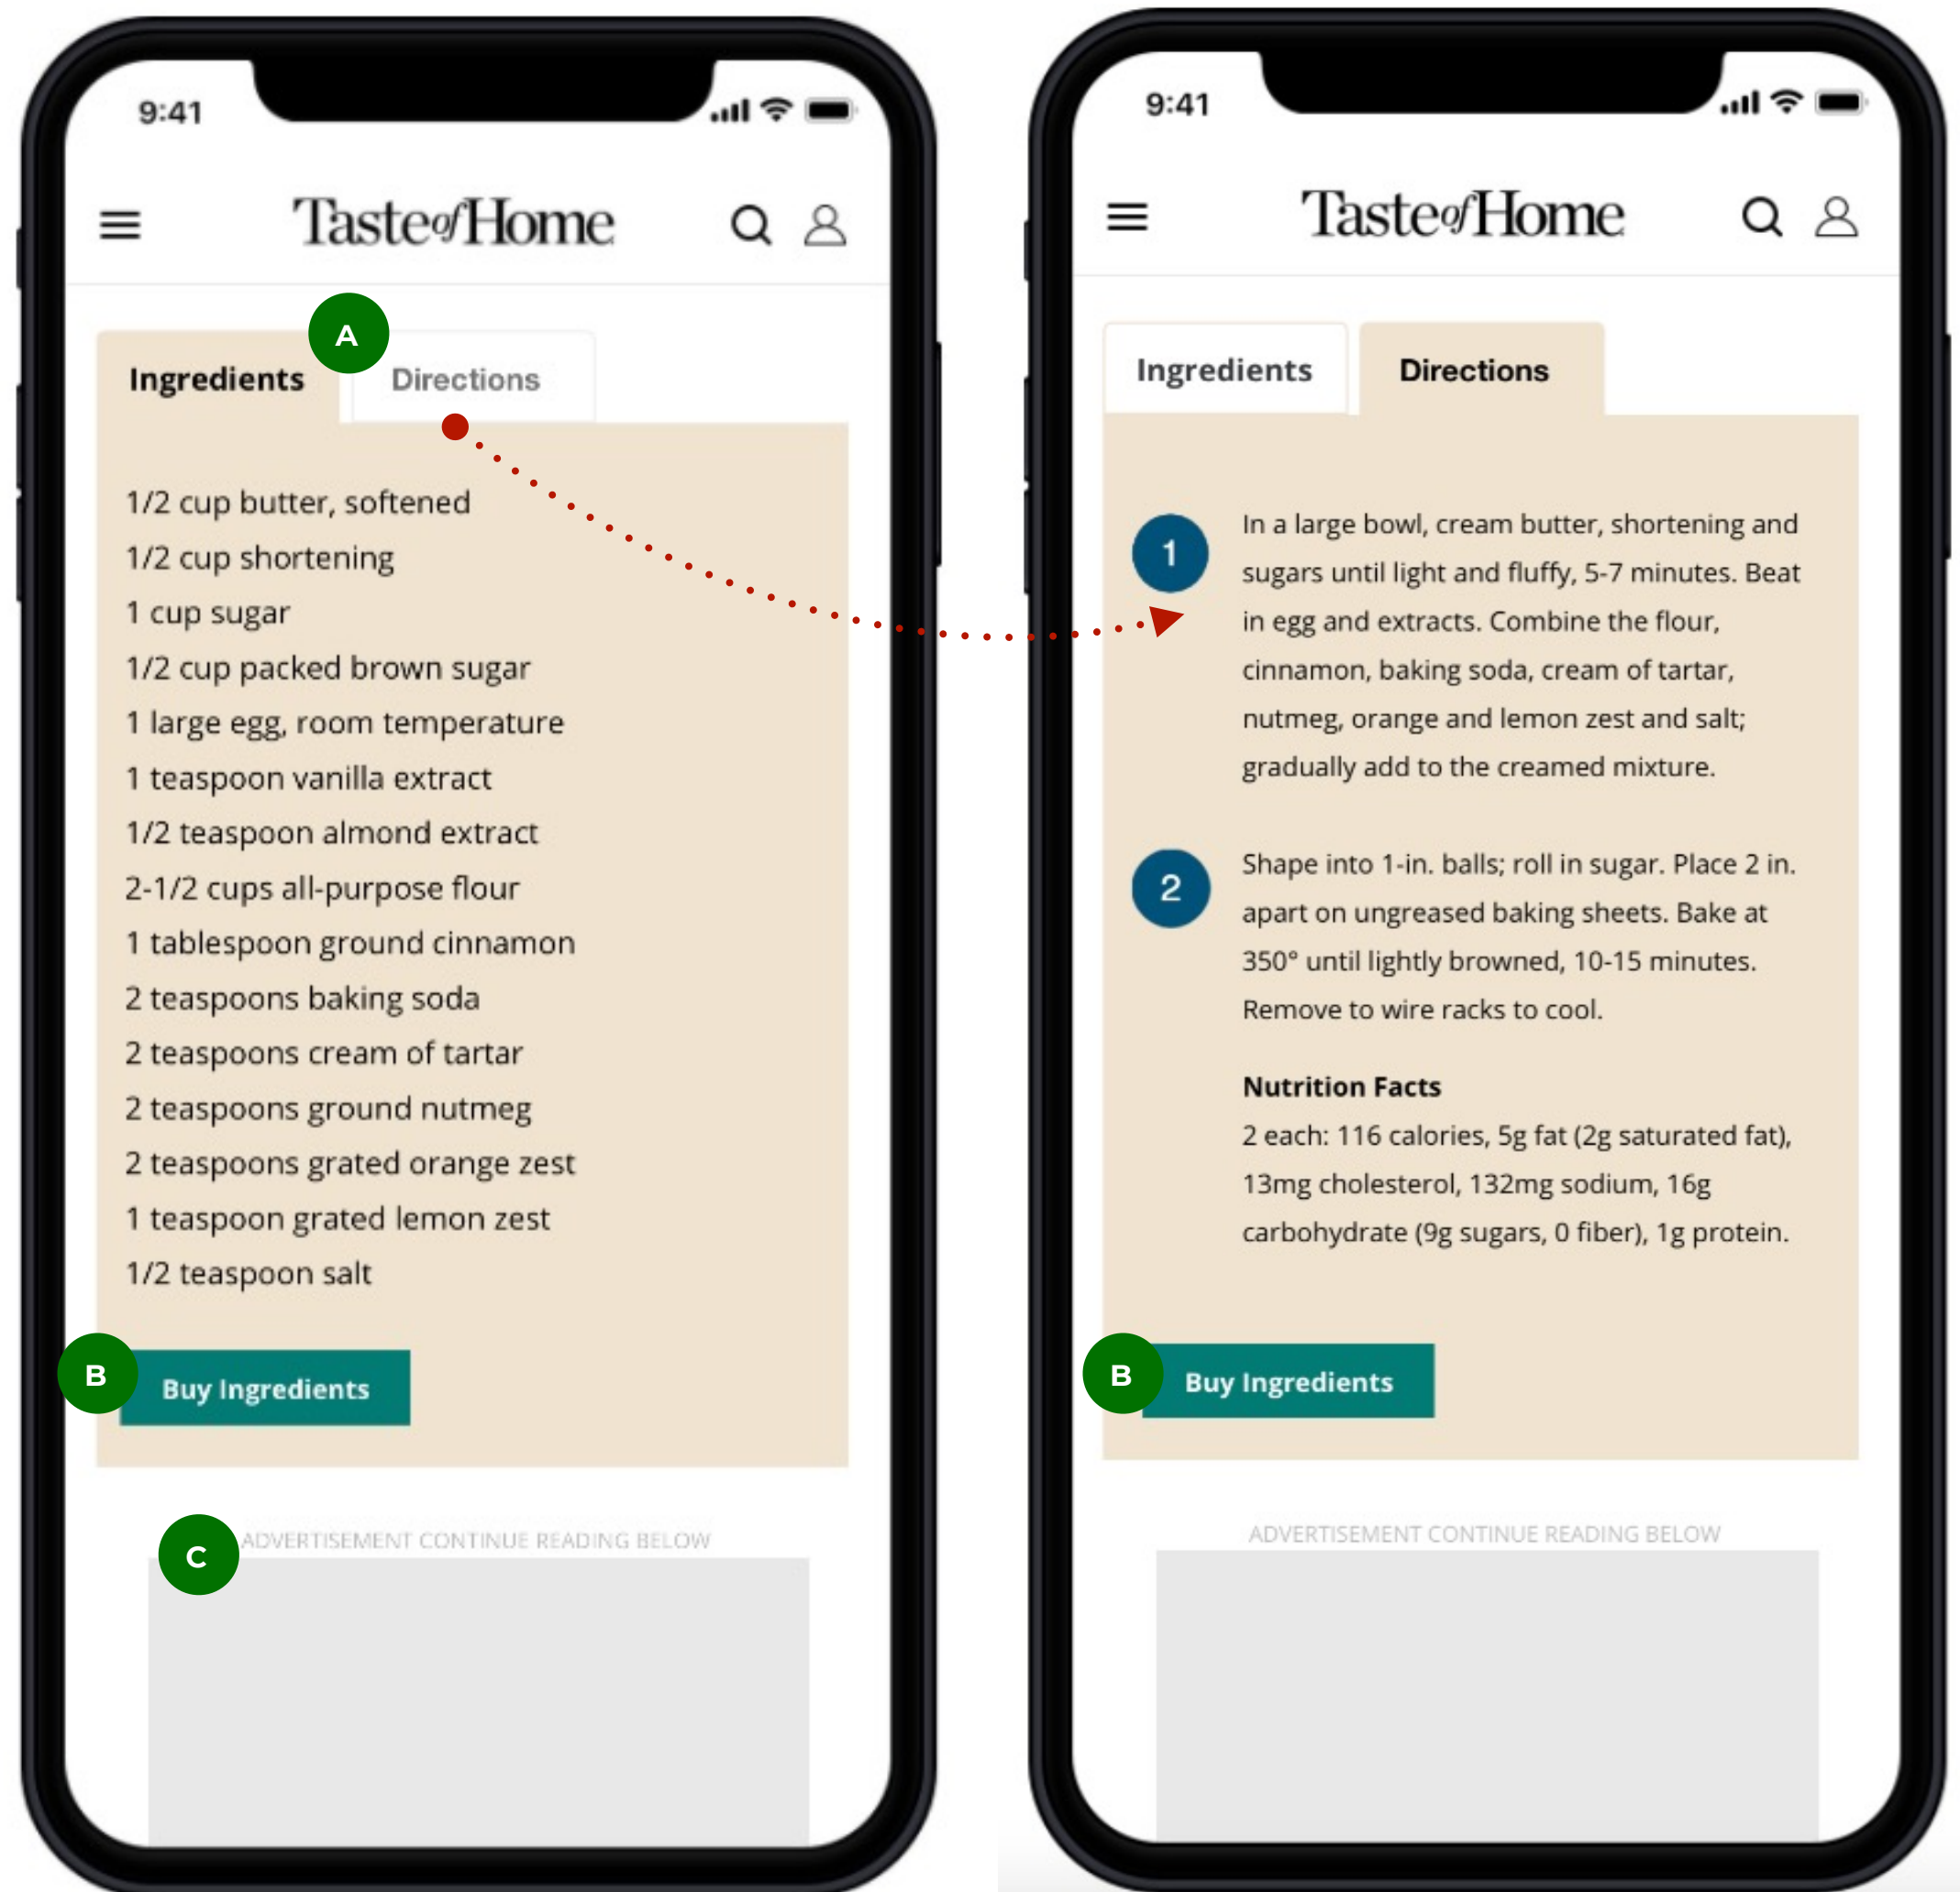 9:41
Taste of Home
A
Ingredients
Directions
1/2 cup butter, softened
1/2 cup shortening
1 cup sugar
1/2 cup packed brown sugar
1 large egg, room temperature
1 teaspoon vanilla extract
1/2 teaspoon almond extract
2-1/2 cups all-purpose flour
1 tablespoon ground cinnamon
2 teaspoons baking soda
2 teaspoons cream of tartar
2 teaspoons ground nutmeg
2 teaspoons grated orange zest
1 teaspoon grated lemon zest
1/2 teaspoon salt
B
Buy Ingredients
C
ADVERTISEMENT CONTINUE READING BELOW
9:41
Taste of Home
Ingredients
Directions
1
In a large bowl, cream butter, shortening and
sugars until light and fluffy, 5-7 minutes. Beat
in egg and extracts. Combine the flour,
cinnamon, baking soda, cream of tartar,
nutmeg, orange and lemon zest and salt;
gradually add to the creamed mixture.
2
Shape into 1-in. balls; roll in sugar. Place 2 in.
apart on ungreased baking sheets. Bake at
350° until lightly browned, 10-15 minutes.
Remove to wire racks to cool.
Nutrition Facts
2 each: 116 calories, 5g fat (2g saturated fat),
13mg cholesterol, 132mg sodium, 16g
carbohydrate (9g sugars, 0 fiber), 1g protein.
B
Buy Ingredients
ADVERTISEMENT CONTINUE READING BELOW